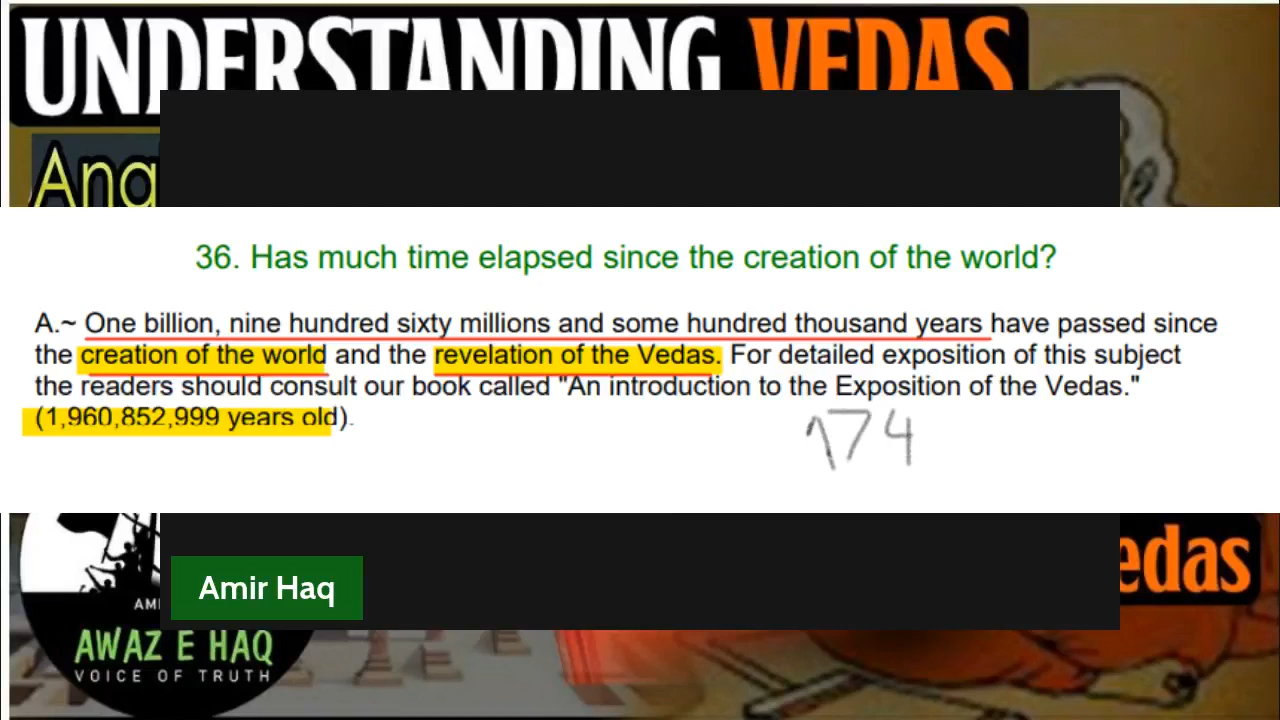 UNDERSTANDING VEDAS
Ang
36. Has much time elapsed since the creation of the world?
A.~ One billion, nine hundred sixty millions and some hundred thousand years have passed since
the creation of the world and the revelation of the Vedas. For detailed exposition of this subject
the readers should consult our book called "An introduction to the Exposition of the Vedas."
(1,960,852,999 years old).
174
edas
Amir Haq
AMI
AWAZ E HAQ
VOICE OF TRUTH